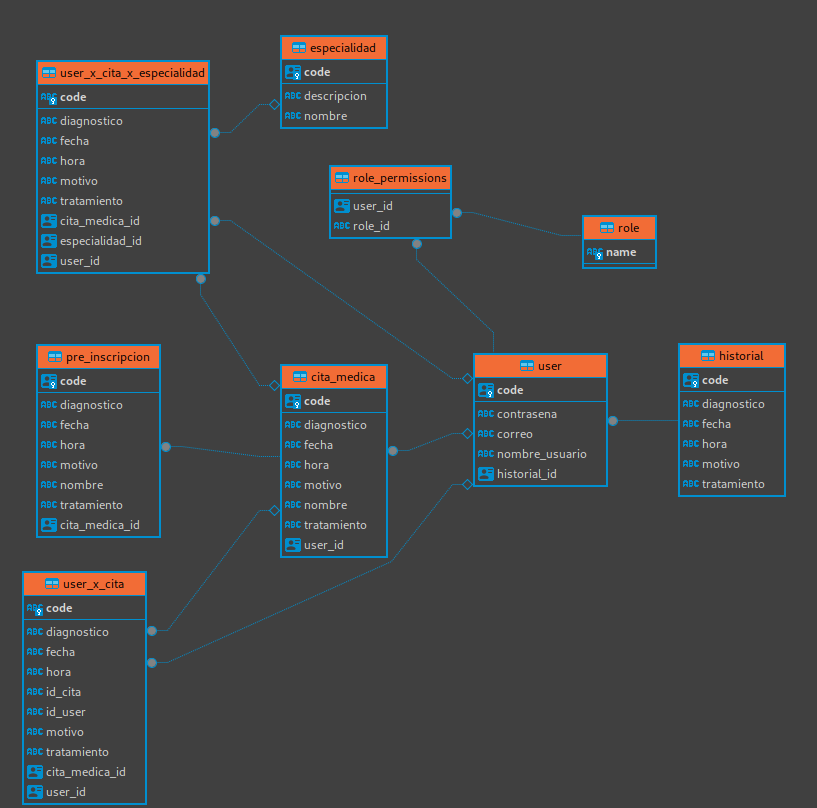 especialidad
code
descripcion
nombre
user_x_cita_x_especialidad
code
diagnostico
fecha
hora
motivo
tratamiento
cita_medica_id
especialidad_id
user_id
role_permissions
user_id
role_id
role
name
pre_inscripcion
code
diagnostico
fecha
hora
motivo
nombre
tratamiento
cita_medica_id
cita_medica
code
diagnostico
fecha
hora
motivo
nombre
tratamiento
user_id
user
code
contrasena
correo
nombre_usuario
historial_id
historial
code
diagnostico
fecha
hora
motivo
tratamiento
user_x_cita
code
diagnostico
fecha
hora
id_cita
id_user
motivo
tratamiento
cita_medica_id
user_id